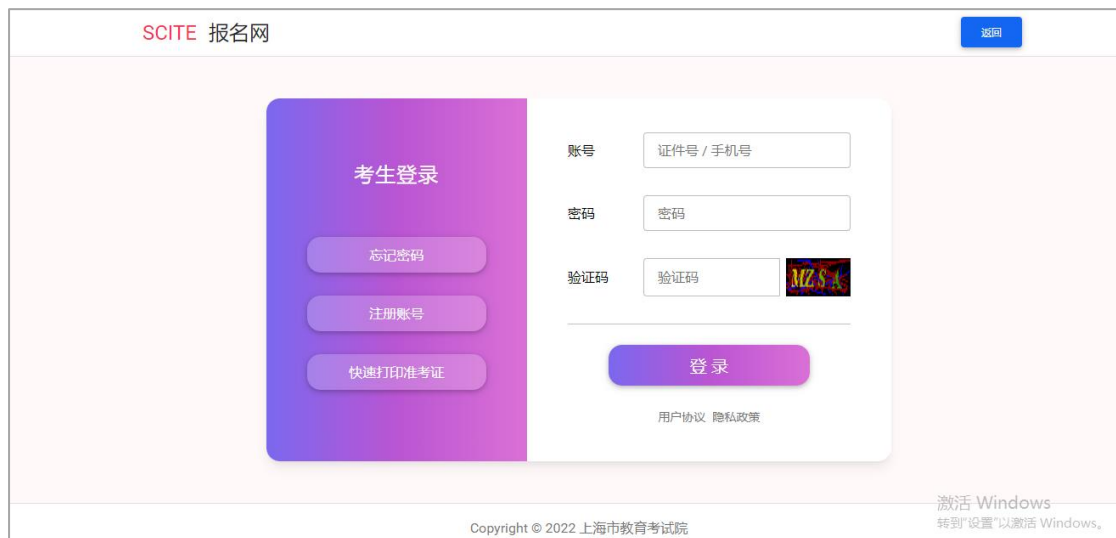 SCITE 报名网
返回
考生登录
忘记密码
注册账号
快速打印准考证
账号 证件号 / 手机号
密码 密码
验证码 验证码 MZSA
登 录
用户协议 隐私政策
激活 Windows
转到"设置"以激活 Windows。
Copyright © 2022 上海市教育考试院